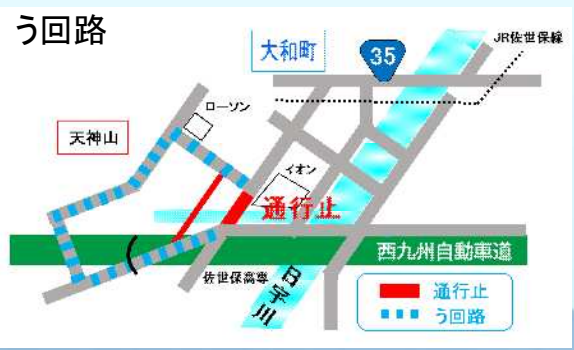 う回路
大和町
35
JR佐世保線
ローソン
天神山
イオン
通行止
西九州自動車道
佐世保高専
日宇川
通行止
う回路